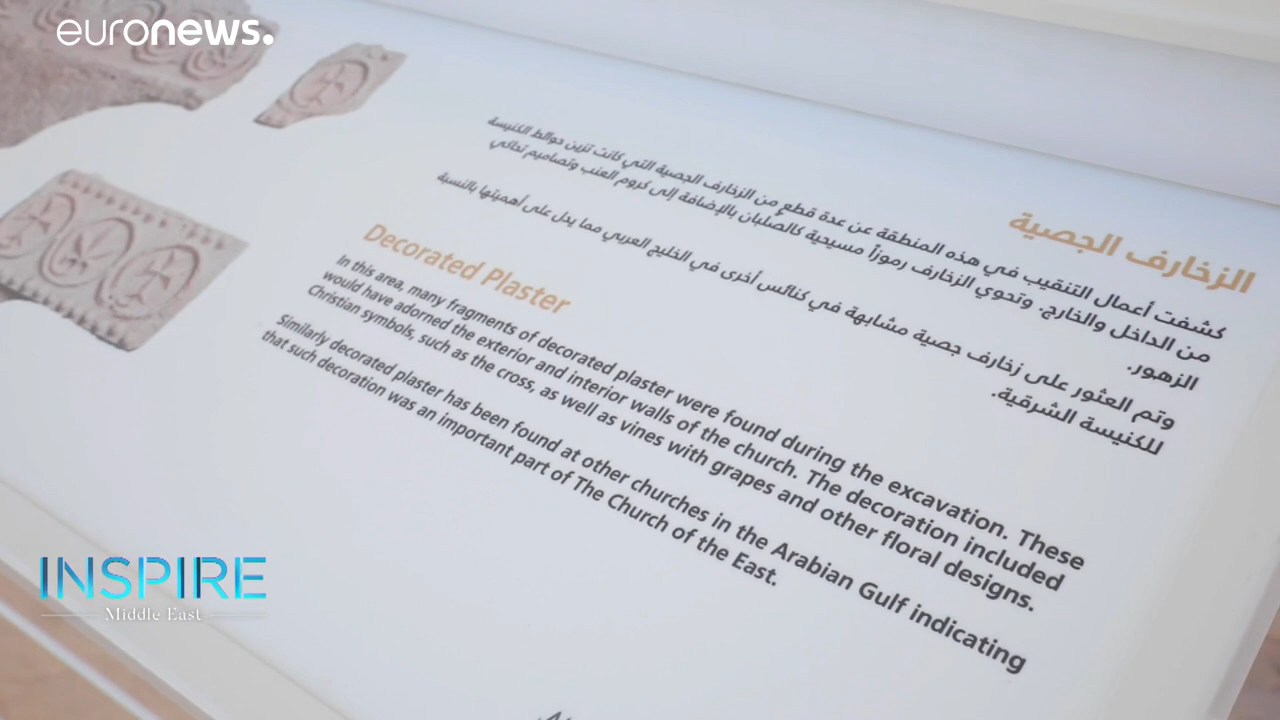 euronews.
الزخارف الجصية
كشفت أعمال التنقيب في هذه المنطقة عن عدة قطع من الزخارف الجصية التي كانت تزين حوائط الكنيسة
من الداخل والخارج. وتحوي الزخارف رموزاً مسيحية كالصلبان بالإضافة إلى كروم العنب وتصاميم تحاكي
الزهور.
وتم العثور على زخارف جصية مشابهة في كنائس أخرى في الخليج العربي مما يدل على أهميتها بالنسبة
للكنيسة الشرقية.
Decorated Plaster
In this area, many fragments of decorated plaster were found during the excavation. These
would have adorned the exterior and interior walls of the church. The decoration included
Christian symbols, such as the cross, as well as vines with grapes and other floral designs.
Similarly decorated plaster has been found at other churches in the Arabian Gulf indicating
that such decoration was an important part of The Church of the East.
INSPIRE
Middle East